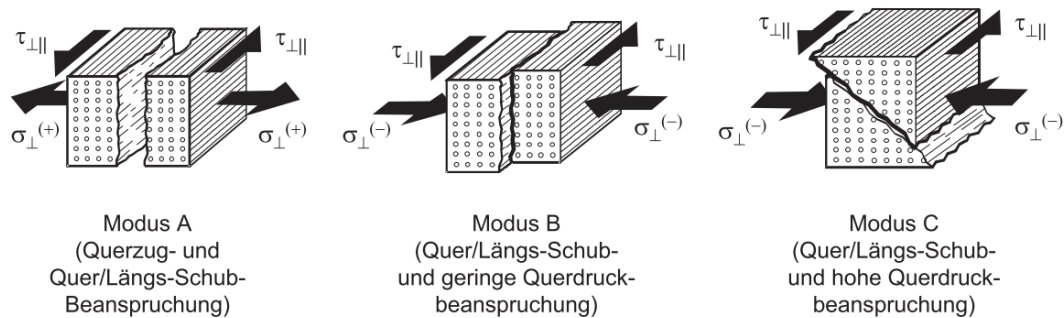 τ⊥||
τ⊥||
σ⊥(+)
σ⊥(+)
Modus A
(Querzug- und
Quer/Längs-Schub-
Beanspruchung)
τ⊥||
τ⊥||
σ⊥(-)
σ⊥(-)
Modus B
(Quer/Längs-Schub-
und geringe Querdruck-
beanspruchung)
τ⊥||
τ⊥||
σ⊥(-)
σ⊥(-)
Modus C
(Quer/Längs-Schub-
und hohe Querdruck-
beanspruchung)